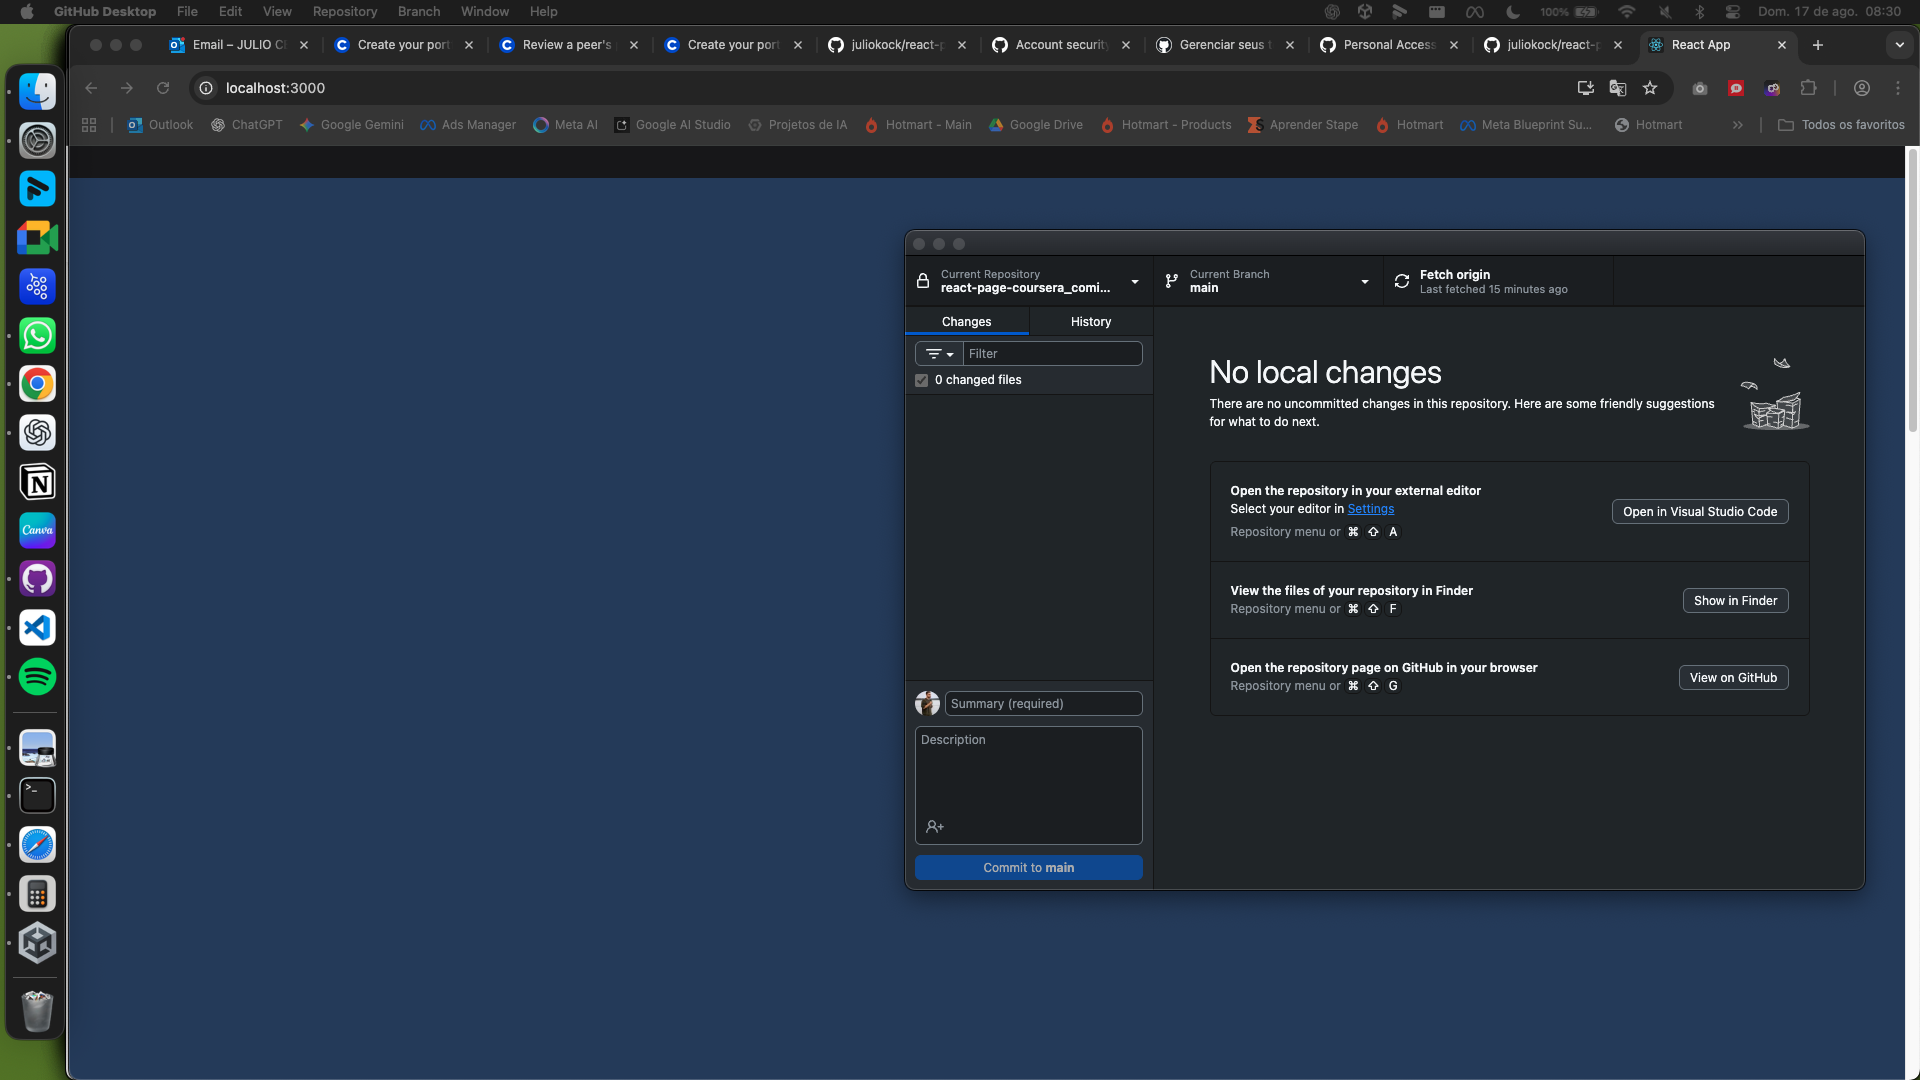 GitHub Desktop File Edit View Repository Branch Window Help 100% Dom. 17 de ago. 08:30
Email – JULIO C Create your port Review a peer's Create your port juliokock/react-p Account security Gerenciar seus t Personal Access juliokock/react-p React App
localhost:3000
Outlook ChatGPT Google Gemini Ads Manager Meta AI Google AI Studio Projetos de IA Hotmart - Main Google Drive Hotmart - Products Aprender Stape Hotmart Meta Blueprint Su... Hotmart Todos os favoritos
Current Repository
react-page-coursera_comi...
Current Branch
main
Fetch origin
Last fetched 15 minutes ago
Changes History
Filter
0 changed files
No local changes
There are no uncommitted changes in this repository. Here are some friendly suggestions
for what to do next.
Open the repository in your external editor
Select your editor in Settings
Repository menu or ⌘ ⇧ A
Open in Visual Studio Code
View the files of your repository in Finder
Repository menu or ⌘ ⇧ F
Show in Finder
Open the repository page on GitHub in your browser
Repository menu or ⌘ ⇧ G
View on GitHub
Summary (required)
Description
Commit to main
Canva